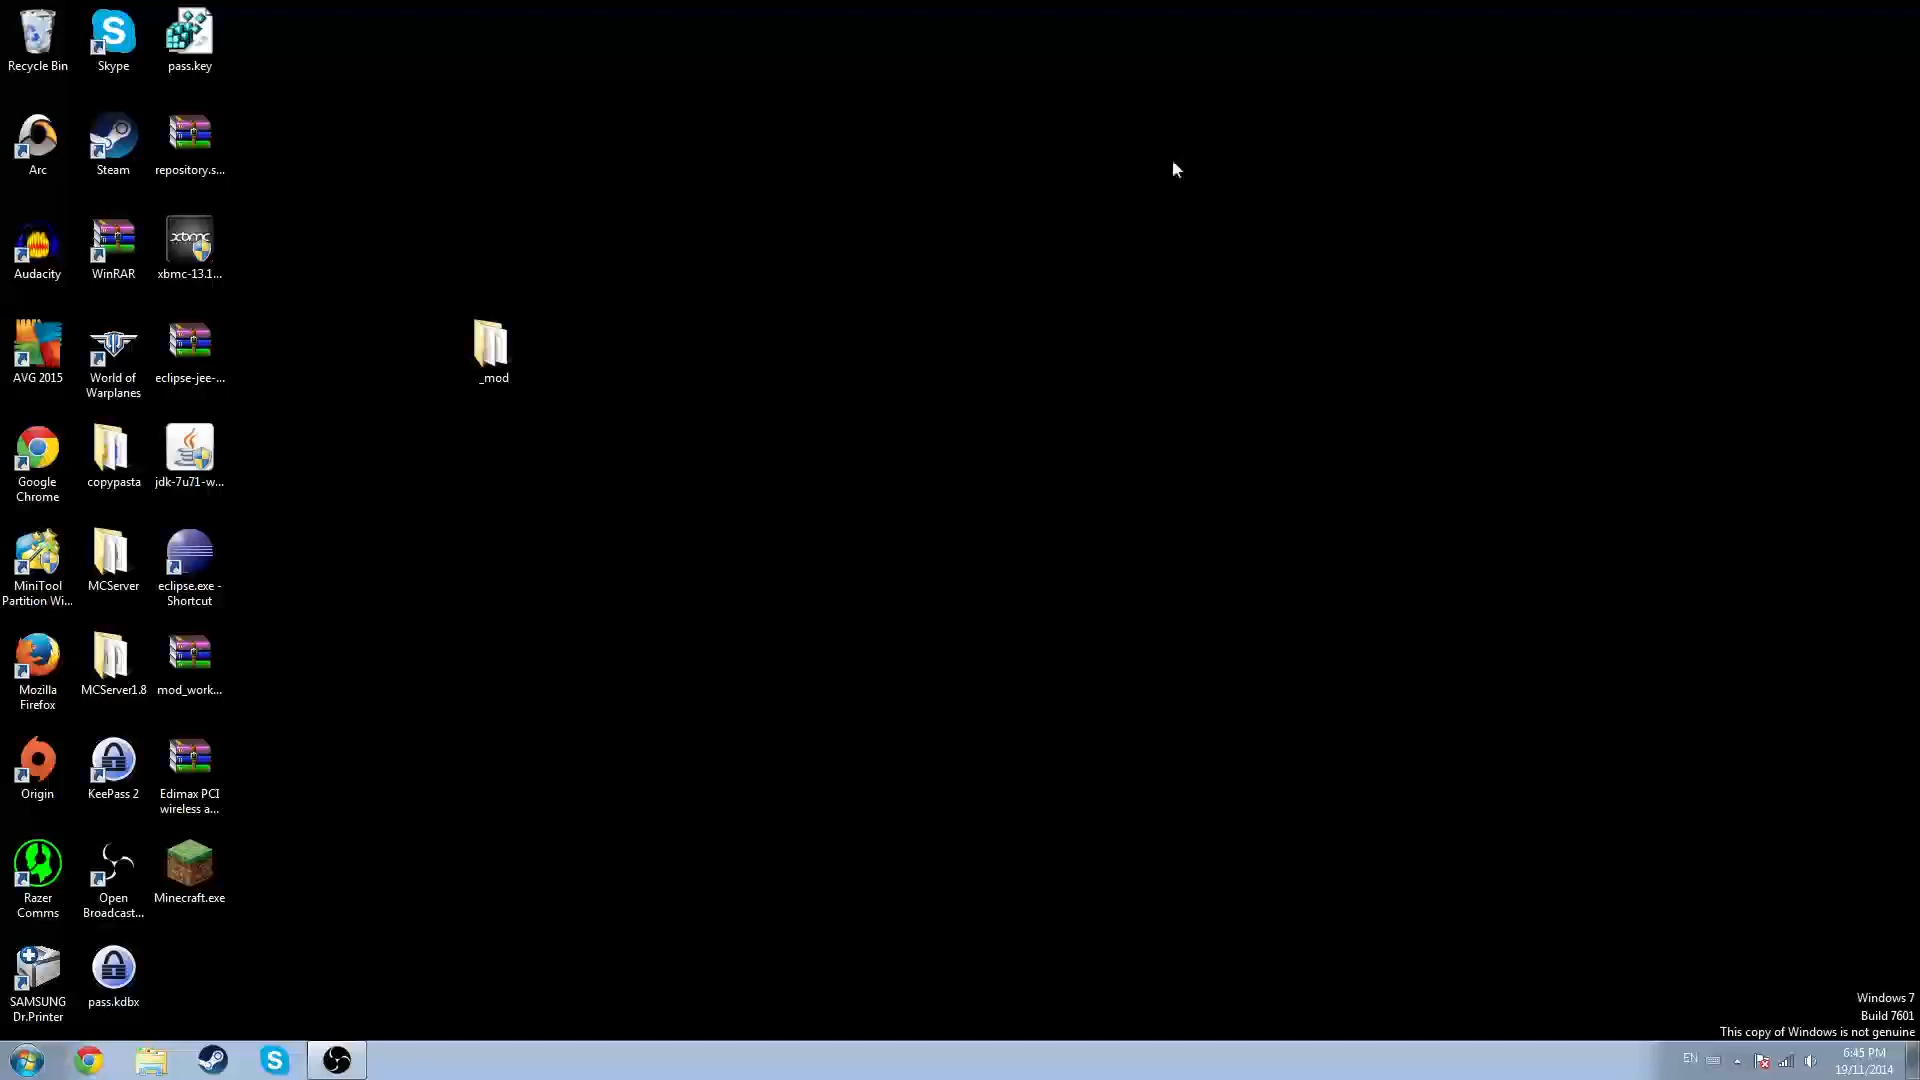 Recycle Bin
Skype
pass.key
Arc
Steam
repository.s...
Audacity
WinRAR
xbmc
xbmc-13.1...
AVG 2015
World of
Warplanes
eclipse-jee-...
Google
Chrome
copypasta
jdk-7u71-w...
MiniTool
Partition Wi...
MCServer
eclipse.exe -
Shortcut
Mozilla
Firefox
MCServer1.8
mod_work...
Origin
KeePass 2
Edimax PCI
wireless a...
Razer
Comms
Open
Broadcast...
Minecraft.exe
SAMSUNG
Dr.Printer
pass.kdbx
_mod
Windows 7
Build 7601
This copy of Windows is not genuine
EN
6:45 PM
19/11/2014